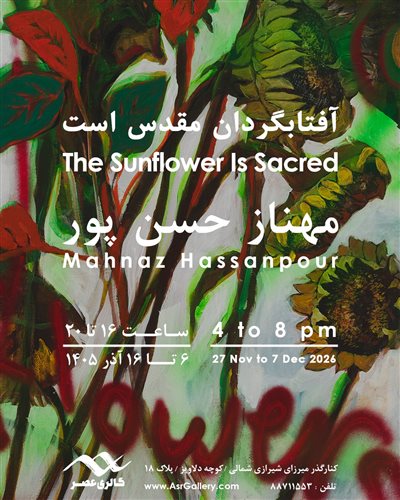 آفتابگردان مقدس است
The Sunflower Is Sacred
مهناز حسن پور
Mahnaz Hassanpour
ساعت ۱۶ تا ۲۰
4 to 8 pm
۶ تا ۱۶ آذر ۱۴۰۵
27 Nov to 7 Dec 2026
lower
کنارگذر میرزای شیرازی شمالی / کوچه دلاویز / پلاک ۱۸
گالری عصر
www.AsrGallery.com
تلفن : ۸۸۷۱۱۵۵۳